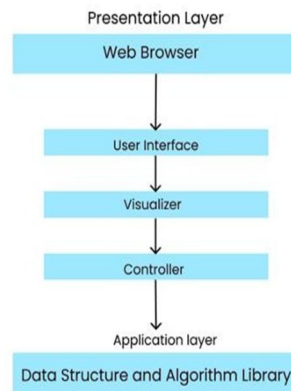 Presentation Layer
Web Browser
User Interface
Visualizer
Controller
Application layer
Data Structure and Algorithm Library